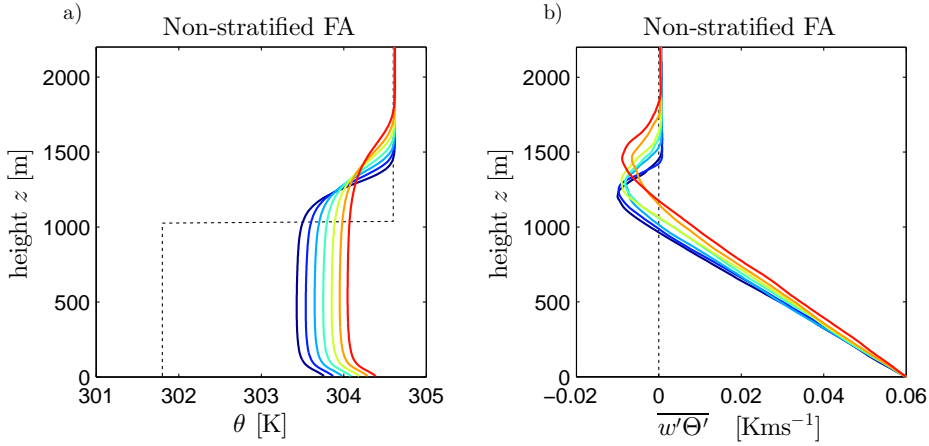 a)
Non-stratified FA
2000
1500
1000
500
0
height z [m]
301 302 303 304 305
θ [K]
b)
Non-stratified FA
2000
1500
1000
500
0
height z [m]
−0.02 0 0.02 0.04 0.06
w′Θ′ [Kms⁻¹]